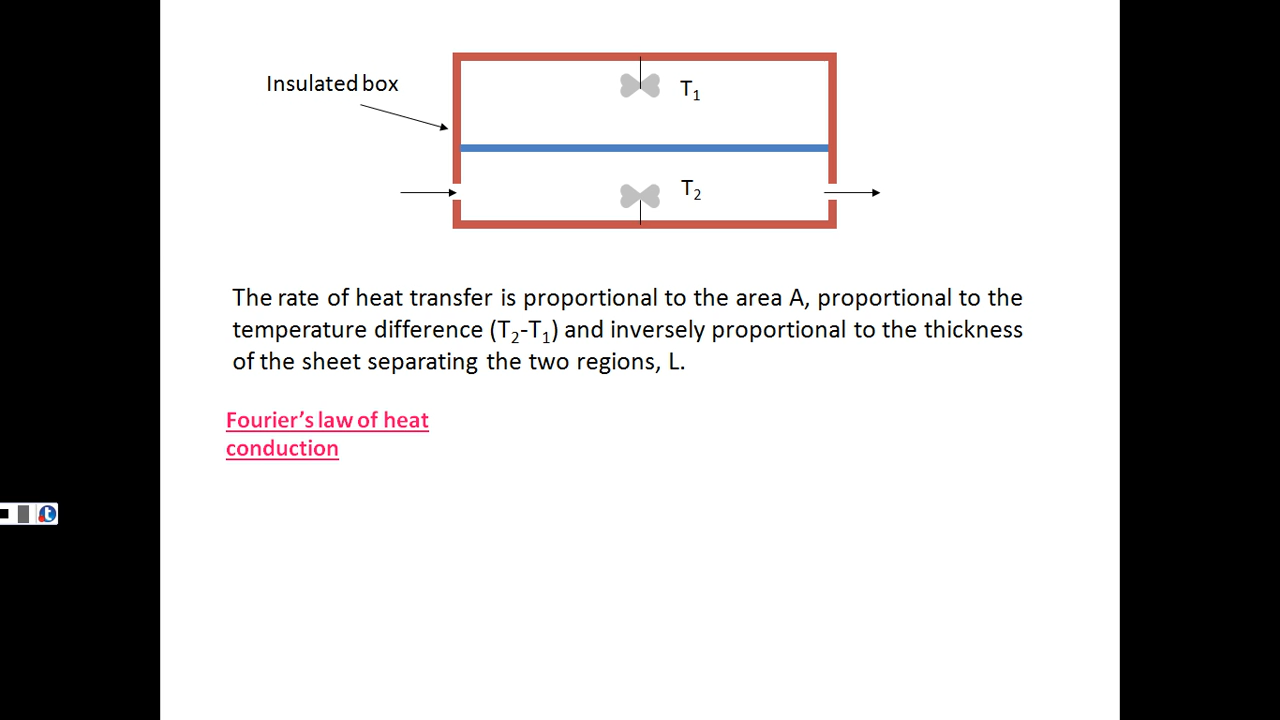 Insulated box
T₁
T₂
The rate of heat transfer is proportional to the area A, proportional to the
temperature difference (T₂-T₁) and inversely proportional to the thickness
of the sheet separating the two regions, L.
Fourier’s law of heat
conduction
t